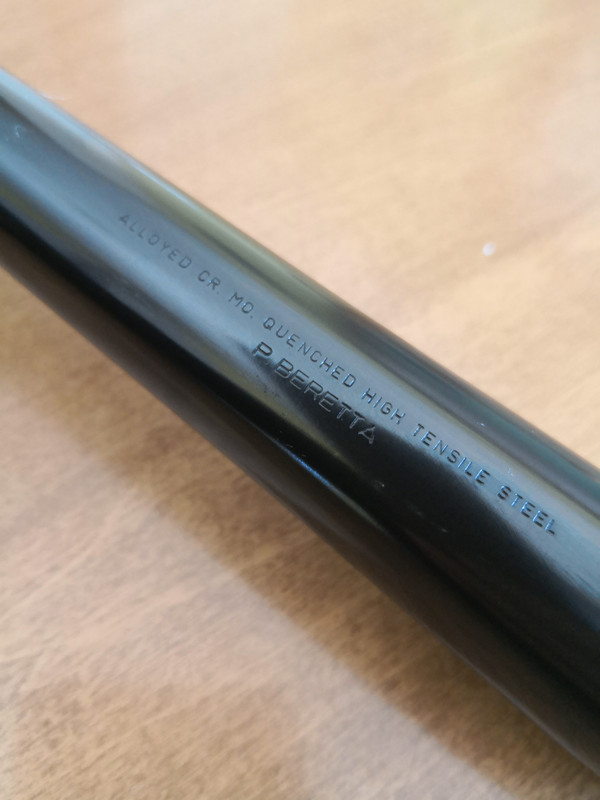 ALLOYED CR. MO. QUENCHED HIGH TENSILE STEEL
P. BERETTA